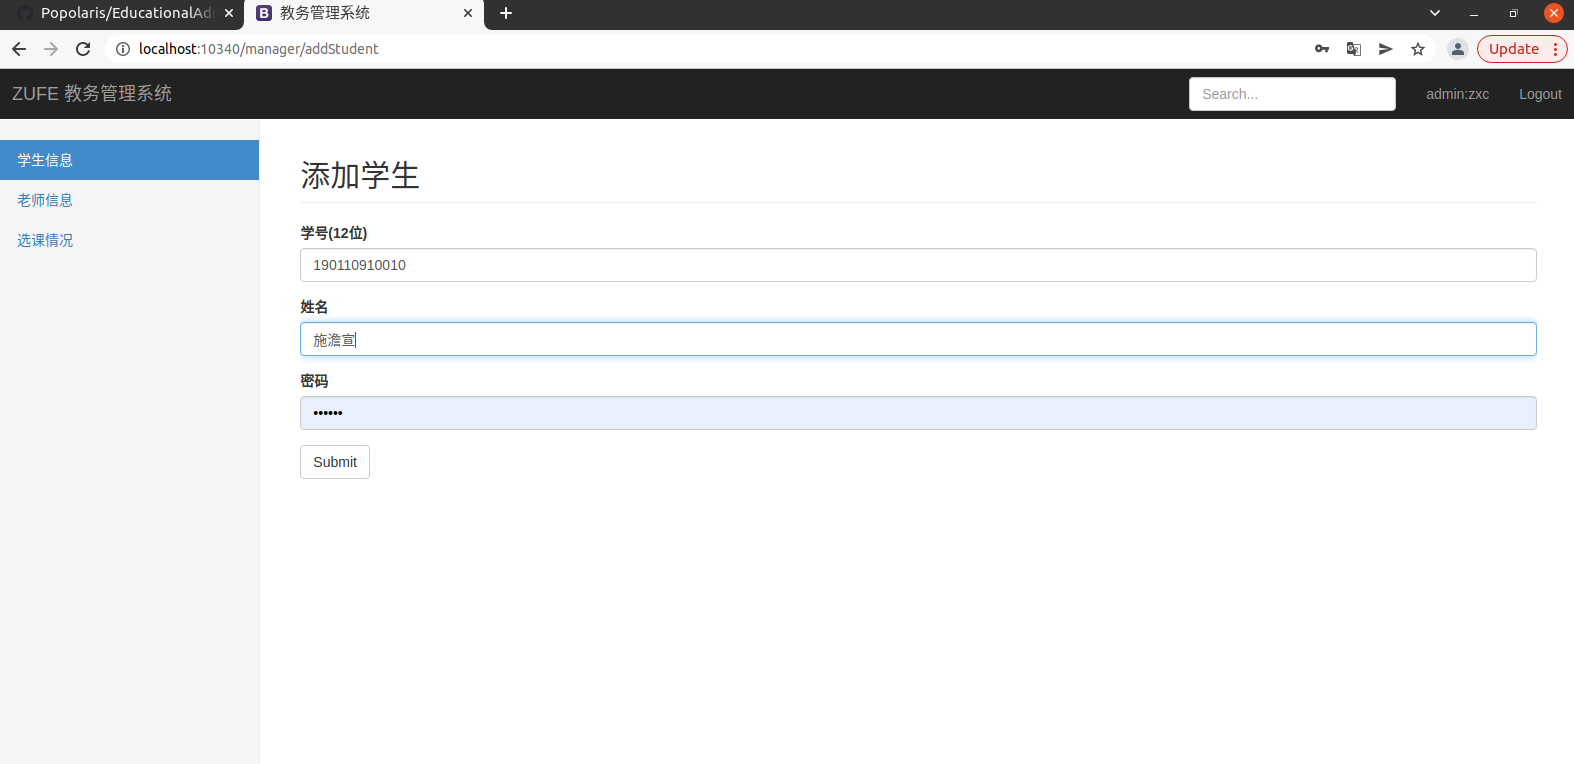 Popolaris/EducationalAd
教务管理系统
localhost:10340/manager/addStudent
Update
ZUFE 教务管理系统
Search...
admin:zxc
Logout
学生信息
老师信息
选课情况
添加学生
学号(12位)
190110910010
姓名
施澹宣
密码
••••••
Submit